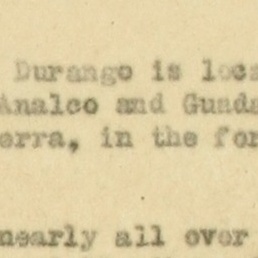 Durango is loca
Analco and Guada
erra, in the for
nearly all over